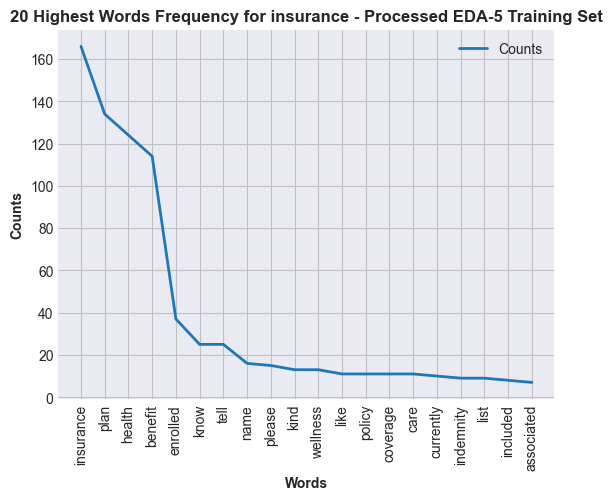 20 Highest Words Frequency for insurance - Processed EDA-5 Training Set
Counts
160
140
120
100
80
60
40
20
0
Counts
insurance
plan
health
benefit
enrolled
know
tell
name
please
kind
wellness
like
policy
coverage
care
currently
indemnity
list
included
associated
Words